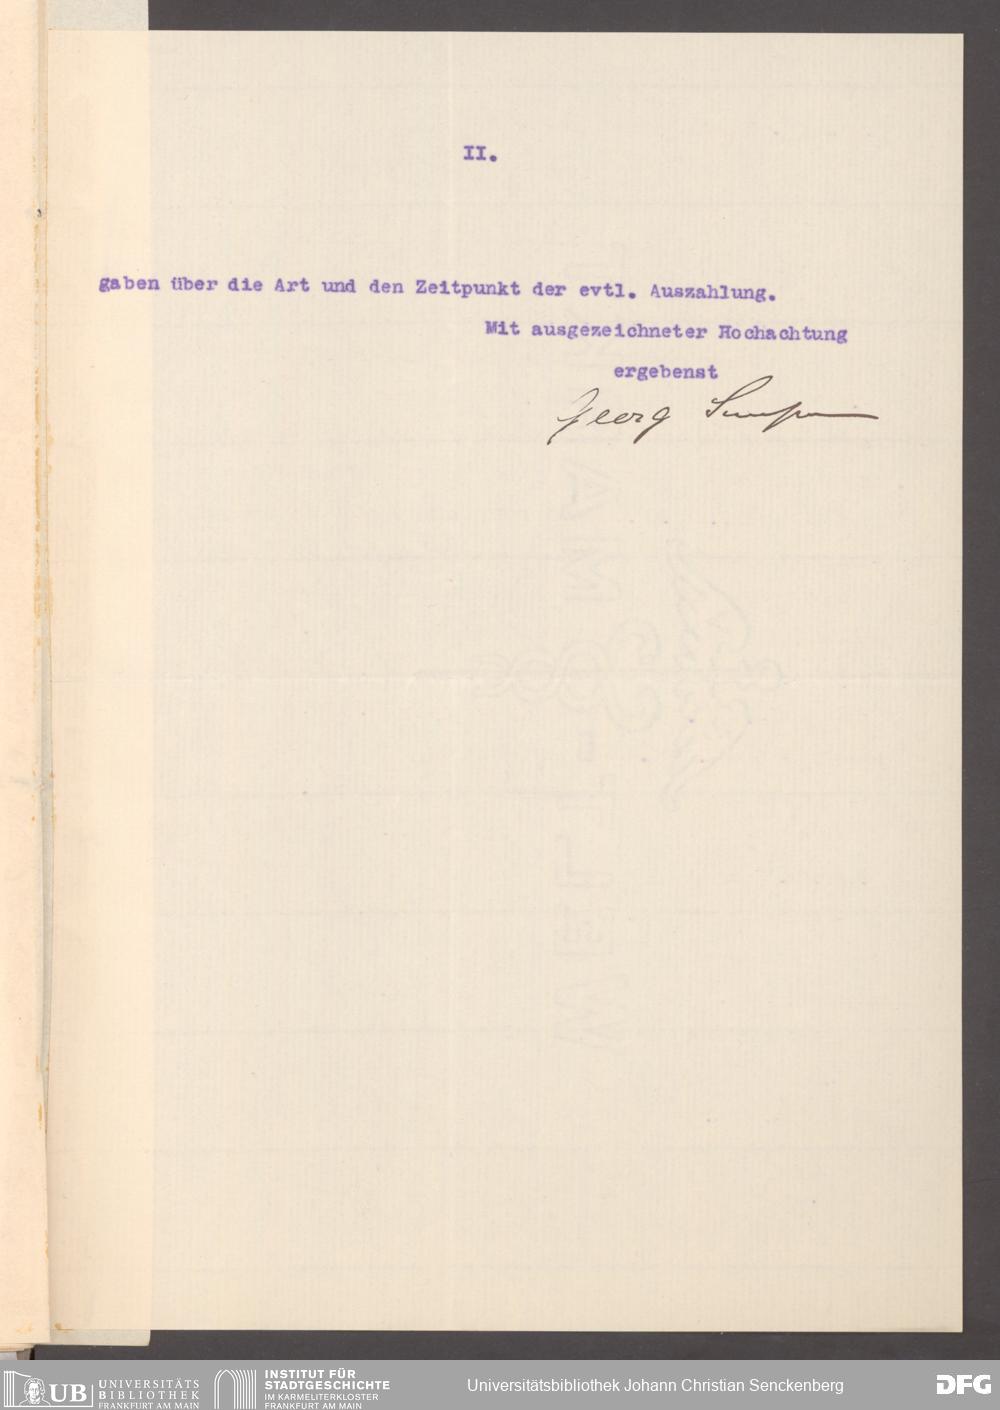 II.
gaben über die Art und den Zeitpunkt der evtl. Auszahlung.
Mit ausgezeichneter Hochachtung
ergebenst
Georg
UB
UNIVERSITÄTS
BIBLIOTHEK
FRANKFURT AM MAIN
INSTITUT FÜR
STADTGESCHICHTE
IM KARMELITERKLOSTER
FRANKFURT AM MAIN
Universitätsbibliothek Johann Christian Senckenberg
DFG